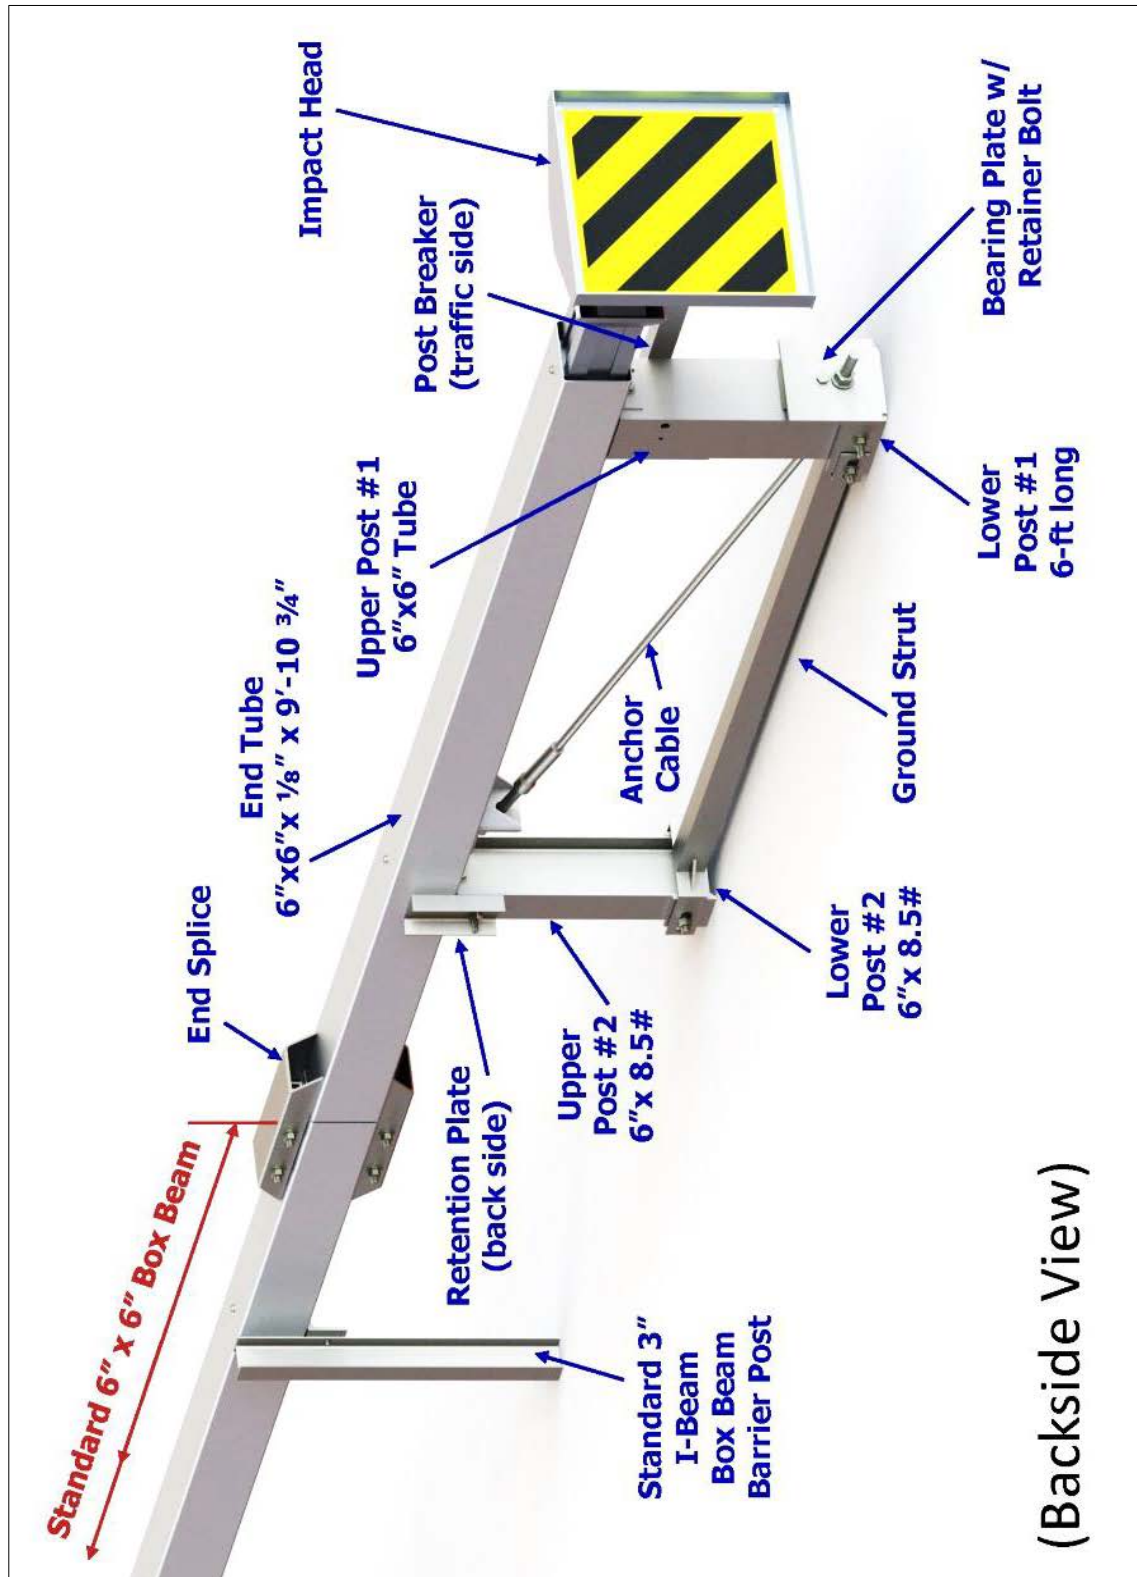 Standard 6" x 6" Box Beam
End Splice
End Tube
6"x6"x ⅛" x 9'-10 ¾"
Upper Post #1
6"x6" Tube
Post Breaker
(traffic side)
Impact Head
Bearing Plate w/
Retainer Bolt
Lower
Post #1
6-ft long
Ground Strut
Anchor
Cable
Lower
Post #2
6"x 8.5#
Upper
Post #2
6"x 8.5#
Retention Plate
(back side)
Standard 3"
I-Beam
Box Beam
Barrier Post
(Backside View)